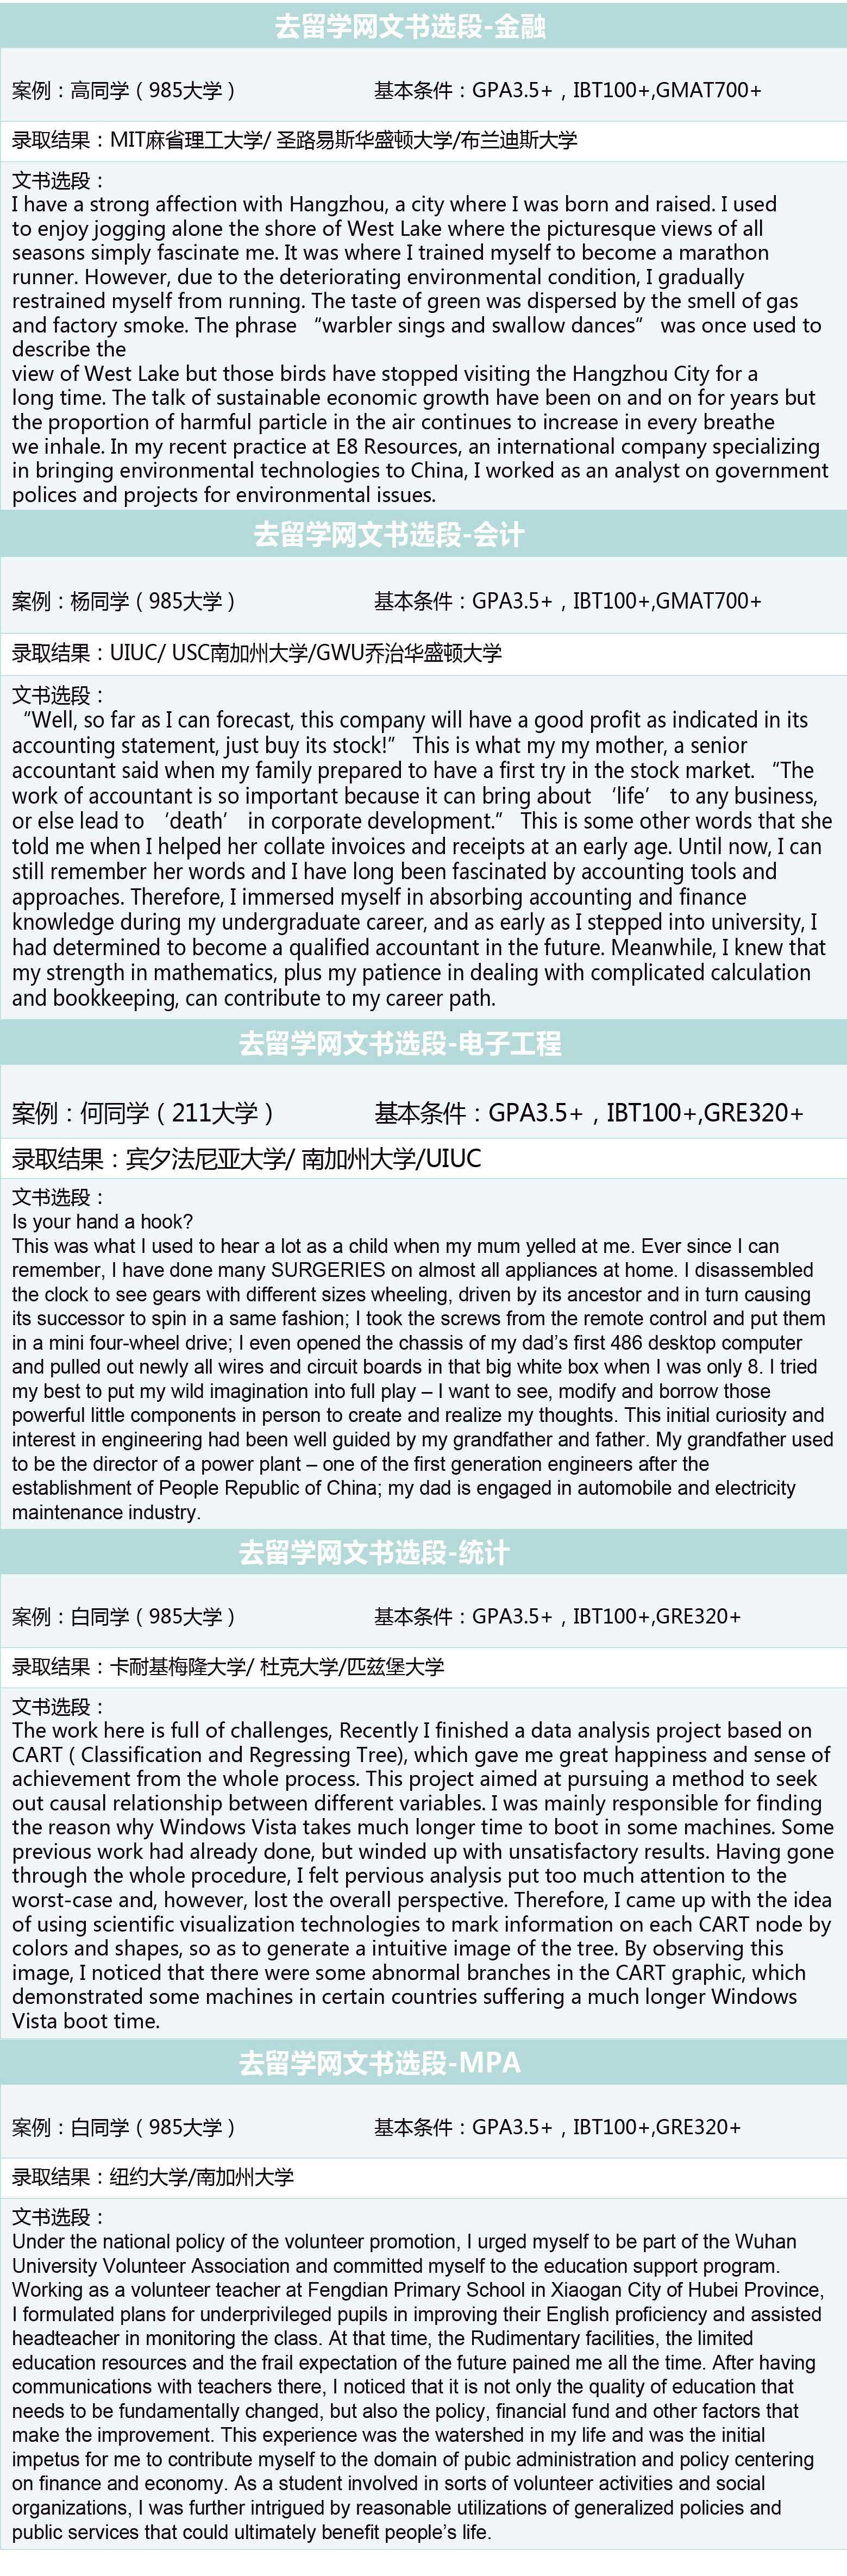 去留学网文书选段-金融
案例：高同学（985大学） 基本条件：GPA3.5+，IBT100+,GMAT700+
录取结果：MIT麻省理工大学/ 圣路易斯华盛顿大学/布兰迪斯大学
文书选段：
I have a strong affection with Hangzhou, a city where I was born and raised. I used
to enjoy jogging alone the shore of West Lake where the picturesque views of all
seasons simply fascinate me. It was where I trained myself to become a marathon
runner. However, due to the deteriorating environmental condition, I gradually
restrained myself from running. The taste of green was dispersed by the smell of gas
and factory smoke. The phrase “warbler sings and swallow dances” was once used to
describe the
view of West Lake but those birds have stopped visiting the Hangzhou City for a
long time. The talk of sustainable economic growth have been on and on for years but
the proportion of harmful particle in the air continues to increase in every breathe
we inhale. In my recent practice at E8 Resources, an international company specializing
in bringing environmental technologies to China, I worked as an analyst on government
polices and projects for environmental issues.
去留学网文书选段-会计
案例：杨同学（985大学） 基本条件：GPA3.5+，IBT100+,GMAT700+
录取结果：UIUC/ USC南加州大学/GWU乔治华盛顿大学
文书选段：
“Well, so far as I can forecast, this company will have a good profit as indicated in its
accounting statement, just buy its stock!” This is what my my mother, a senior
accountant said when my family prepared to have a first try in the stock market. “The
work of accountant is so important because it can bring about ‘life’ to any business,
or else lead to ‘death’ in corporate development.” This is some other words that she
told me when I helped her collate invoices and receipts at an early age. Until now, I can
still remember her words and I have long been fascinated by accounting tools and
approaches. Therefore, I immersed myself in absorbing accounting and finance
knowledge during my undergraduate career, and as early as I stepped into university, I
had determined to become a qualified accountant in the future. Meanwhile, I knew that
my strength in mathematics, plus my patience in dealing with complicated calculation
and bookkeeping, can contribute to my career path.
去留学网文书选段-电子工程
案例：何同学（211大学） 基本条件：GPA3.5+，IBT100+,GRE320+
录取结果：宾夕法尼亚大学/ 南加州大学/UIUC
文书选段：
Is your hand a hook?
This was what I used to hear a lot as a child when my mum yelled at me. Ever since I can
remember, I have done many SURGERIES on almost all appliances at home. I disassembled
the clock to see gears with different sizes wheeling, driven by its ancestor and in turn causing
its successor to spin in a same fashion; I took the screws from the remote control and put them
in a mini four-wheel drive; I even opened the chassis of my dad’s first 486 desktop computer
and pulled out newly all wires and circuit boards in that big white box when I was only 8. I tried
my best to put my wild imagination into full play – I want to see, modify and borrow those
powerful little components in person to create and realize my thoughts. This initial curiosity and
interest in engineering had been well guided by my grandfather and father. My grandfather used
to be the director of a power plant – one of the first generation engineers after the
establishment of People Republic of China; my dad is engaged in automobile and electricity
maintenance industry.
去留学网文书选段-统计
案例：白同学（985大学） 基本条件：GPA3.5+，IBT100+,GRE320+
录取结果：卡耐基梅隆大学/ 杜克大学/匹兹堡大学
文书选段：
The work here is full of challenges, Recently I finished a data analysis project based on
CART ( Classification and Regressing Tree), which gave me great happiness and sense of
achievement from the whole process. This project aimed at pursuing a method to seek
out causal relationship between different variables. I was mainly responsible for finding
the reason why Windows Vista takes much longer time to boot in some machines. Some
previous work had already done, but winded up with unsatisfactory results. Having gone
through the whole procedure, I felt pervious analysis put too much attention to the
worst-case and, however, lost the overall perspective. Therefore, I came up with the idea
of using scientific visualization technologies to mark information on each CART node by
colors and shapes, so as to generate a intuitive image of the tree. By observing this
image, I noticed that there were some abnormal branches in the CART graphic, which
demonstrated some machines in certain countries suffering a much longer Windows
Vista boot time.
去留学网文书选段-MPA
案例：白同学（985大学） 基本条件：GPA3.5+，IBT100+,GRE320+
录取结果：纽约大学/南加州大学
文书选段：
Under the national policy of the volunteer promotion, I urged myself to be part of the Wuhan
University Volunteer Association and committed myself to the education support program.
Working as a volunteer teacher at Fengdian Primary School in Xiaogan City of Hubei Province,
I formulated plans for underprivileged pupils in improving their English proficiency and assisted
headteacher in monitoring the class. At that time, the Rudimentary facilities, the limited
education resources and the frail expectation of the future pained me all the time. After having
communications with teachers there, I noticed that it is not only the quality of education that
needs to be fundamentally changed, but also the policy, financial fund and other factors that
make the improvement. This experience was the watershed in my life and was the initial
impetus for me to contribute myself to the domain of pubic administration and policy centering
on finance and economy. As a student involved in sorts of volunteer activities and social
organizations, I was further intrigued by reasonable utilizations of generalized policies and
public services that could ultimately benefit people’s life.